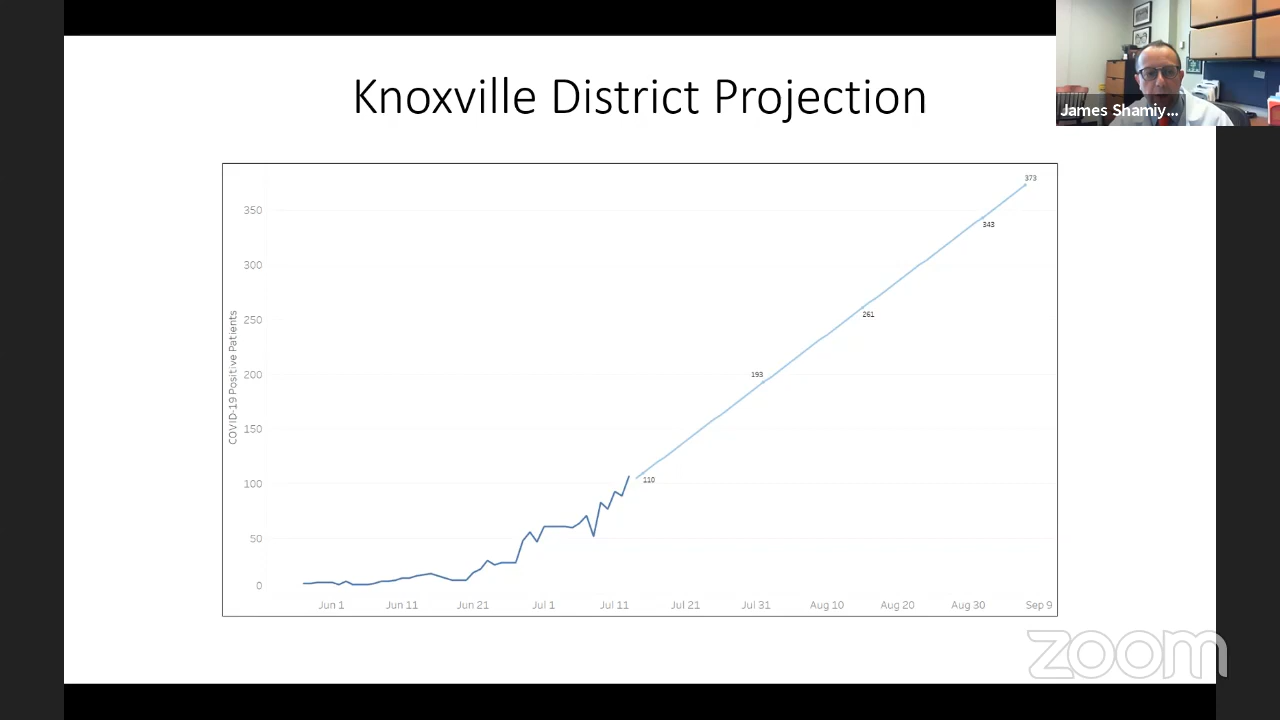 Knoxville District Projection
James Shamiy...
COVID-19 Positive Patients
350
300
250
200
150
100
50
0
373
343
261
193
110
Jun 1 Jun 11 Jun 21 Jul 1 Jul 11 Jul 21 Jul 31 Aug 10 Aug 20 Aug 30 Sep 9
zoom